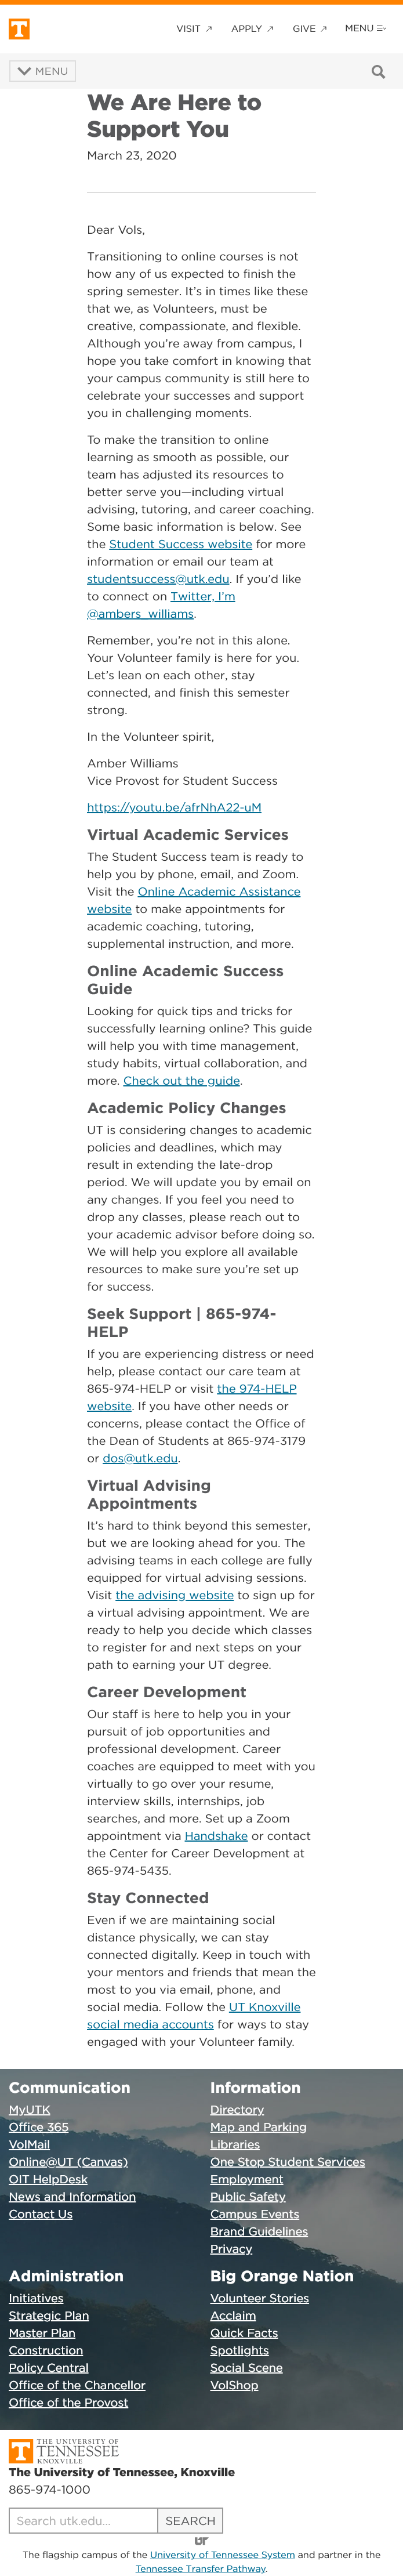 T
VISIT ↗ APPLY ↗ GIVE ↗ MENU
MENU
We Are Here to
Support You
March 23, 2020
Dear Vols,
Transitioning to online courses is not
how any of us expected to finish the
spring semester. It’s in times like these
that we, as Volunteers, must be
creative, compassionate, and flexible.
Although you’re away from campus, I
hope you take comfort in knowing that
your campus community is still here to
celebrate your successes and support
you in challenging moments.
To make the transition to online
learning as smooth as possible, our
team has adjusted its resources to
better serve you—including virtual
advising, tutoring, and career coaching.
Some basic information is below. See
the Student Success website for more
information or email our team at
studentsuccess@utk.edu. If you’d like
to connect on Twitter, I’m
@ambers_williams.
Remember, you’re not in this alone.
Your Volunteer family is here for you.
Let’s lean on each other, stay
connected, and finish this semester
strong.
In the Volunteer spirit,
Amber Williams
Vice Provost for Student Success
https://youtu.be/afrNhA22-uM
Virtual Academic Services
The Student Success team is ready to
help you by phone, email, and Zoom.
Visit the Online Academic Assistance
website to make appointments for
academic coaching, tutoring,
supplemental instruction, and more.
Online Academic Success
Guide
Looking for quick tips and tricks for
successfully learning online? This guide
will help you with time management,
study habits, virtual collaboration, and
more. Check out the guide.
Academic Policy Changes
UT is considering changes to academic
policies and deadlines, which may
result in extending the late-drop
period. We will update you by email on
any changes. If you feel you need to
drop any classes, please reach out to
your academic advisor before doing so.
We will help you explore all available
resources to make sure you’re set up
for success.
Seek Support | 865-974-
HELP
If you are experiencing distress or need
help, please contact our care team at
865-974-HELP or visit the 974-HELP
website. If you have other needs or
concerns, please contact the Office of
the Dean of Students at 865-974-3179
or dos@utk.edu.
Virtual Advising
Appointments
It’s hard to think beyond this semester,
but we are looking ahead for you. The
advising teams in each college are fully
equipped for virtual advising sessions.
Visit the advising website to sign up for
a virtual advising appointment. We are
ready to help you decide which classes
to register for and next steps on your
path to earning your UT degree.
Career Development
Our staff is here to help you in your
pursuit of job opportunities and
professional development. Career
coaches are equipped to meet with you
virtually to go over your resume,
interview skills, internships, job
searches, and more. Set up a Zoom
appointment via Handshake or contact
the Center for Career Development at
865-974-5435.
Stay Connected
Even if we are maintaining social
distance physically, we can stay
connected digitally. Keep in touch with
your mentors and friends that mean the
most to you via email, phone, and
social media. Follow the UT Knoxville
social media accounts for ways to stay
engaged with your Volunteer family.
Communication
MyUTK
Office 365
VolMail
Online@UT (Canvas)
OIT HelpDesk
News and Information
Contact Us
Information
Directory
Map and Parking
Libraries
One Stop Student Services
Employment
Public Safety
Campus Events
Brand Guidelines
Privacy
Administration
Initiatives
Strategic Plan
Master Plan
Construction
Policy Central
Office of the Chancellor
Office of the Provost
Big Orange Nation
Volunteer Stories
Acclaim
Quick Facts
Spotlights
Social Scene
VolShop
T
THE UNIVERSITY OF
TENNESSEE
KNOXVILLE
The University of Tennessee, Knoxville
865-974-1000
Search utk.edu...
SEARCH
UT
The flagship campus of the University of Tennessee System and partner in the
Tennessee Transfer Pathway.